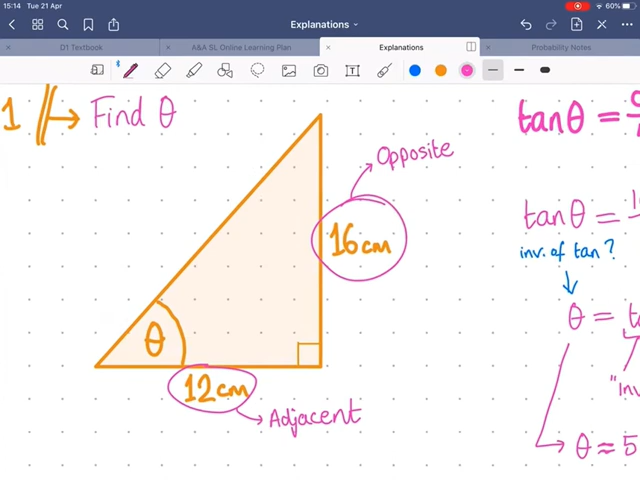 15:14 Tue 21 Apr
60%
Explanations
D1 Textbook
A&A SL Online Learning Plan
Explanations
Probability Notes
1 Find θ
Opposite
16cm
θ
12cm
Adjacent
tanθ =
tanθ =
inv. of tan?
θ =
θ ≈ 5